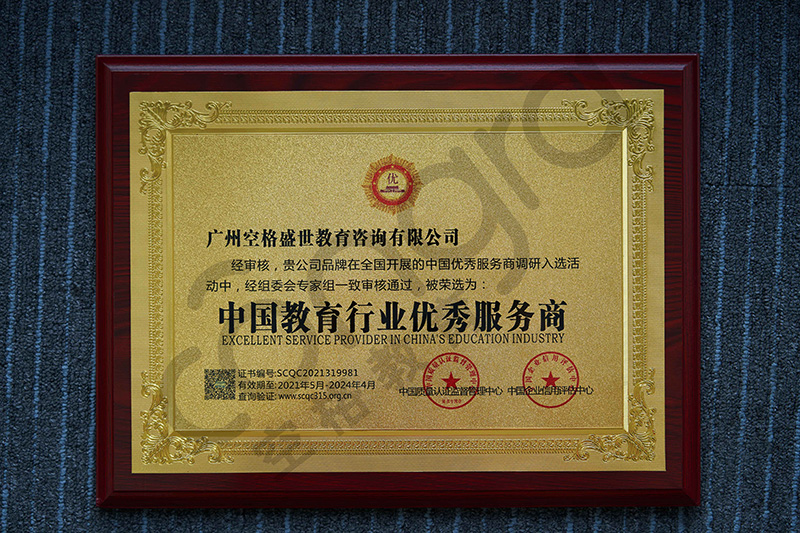 优
广州空格盛世教育咨询有限公司
经审核，贵公司品牌在全国开展的中国优秀服务商调研入选活
动中，经组委会专家组一致审核通过，被荣选为：
中国教育行业优秀服务商
EXCELLENT SERVICE PROVIDER IN CHINA'S EDUCATION INDUSTRY
证书编号:SCQC2021319981
有效期至:2021年5月-2024年4月
查询验证: www.scqc315.org.cn
中国质量认证监督管理中心
中国企业信用评估中心
空格教